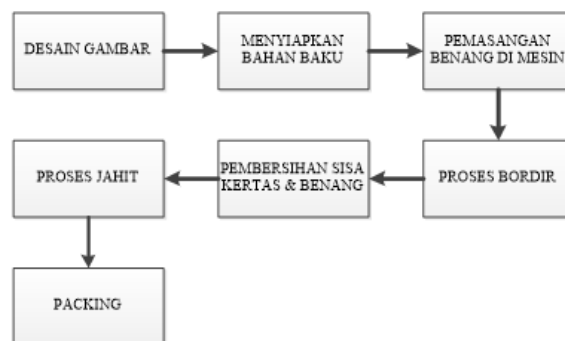 DESAIN GAMBAR
MENYIAPKAN
BAHAN BAKU
PEMASANGAN
BENANG DI MESIN
PROSES BORDIR
PEMBERSIHAN SISA
KERTAS & BENANG
PROSES JAHIT
PACKING